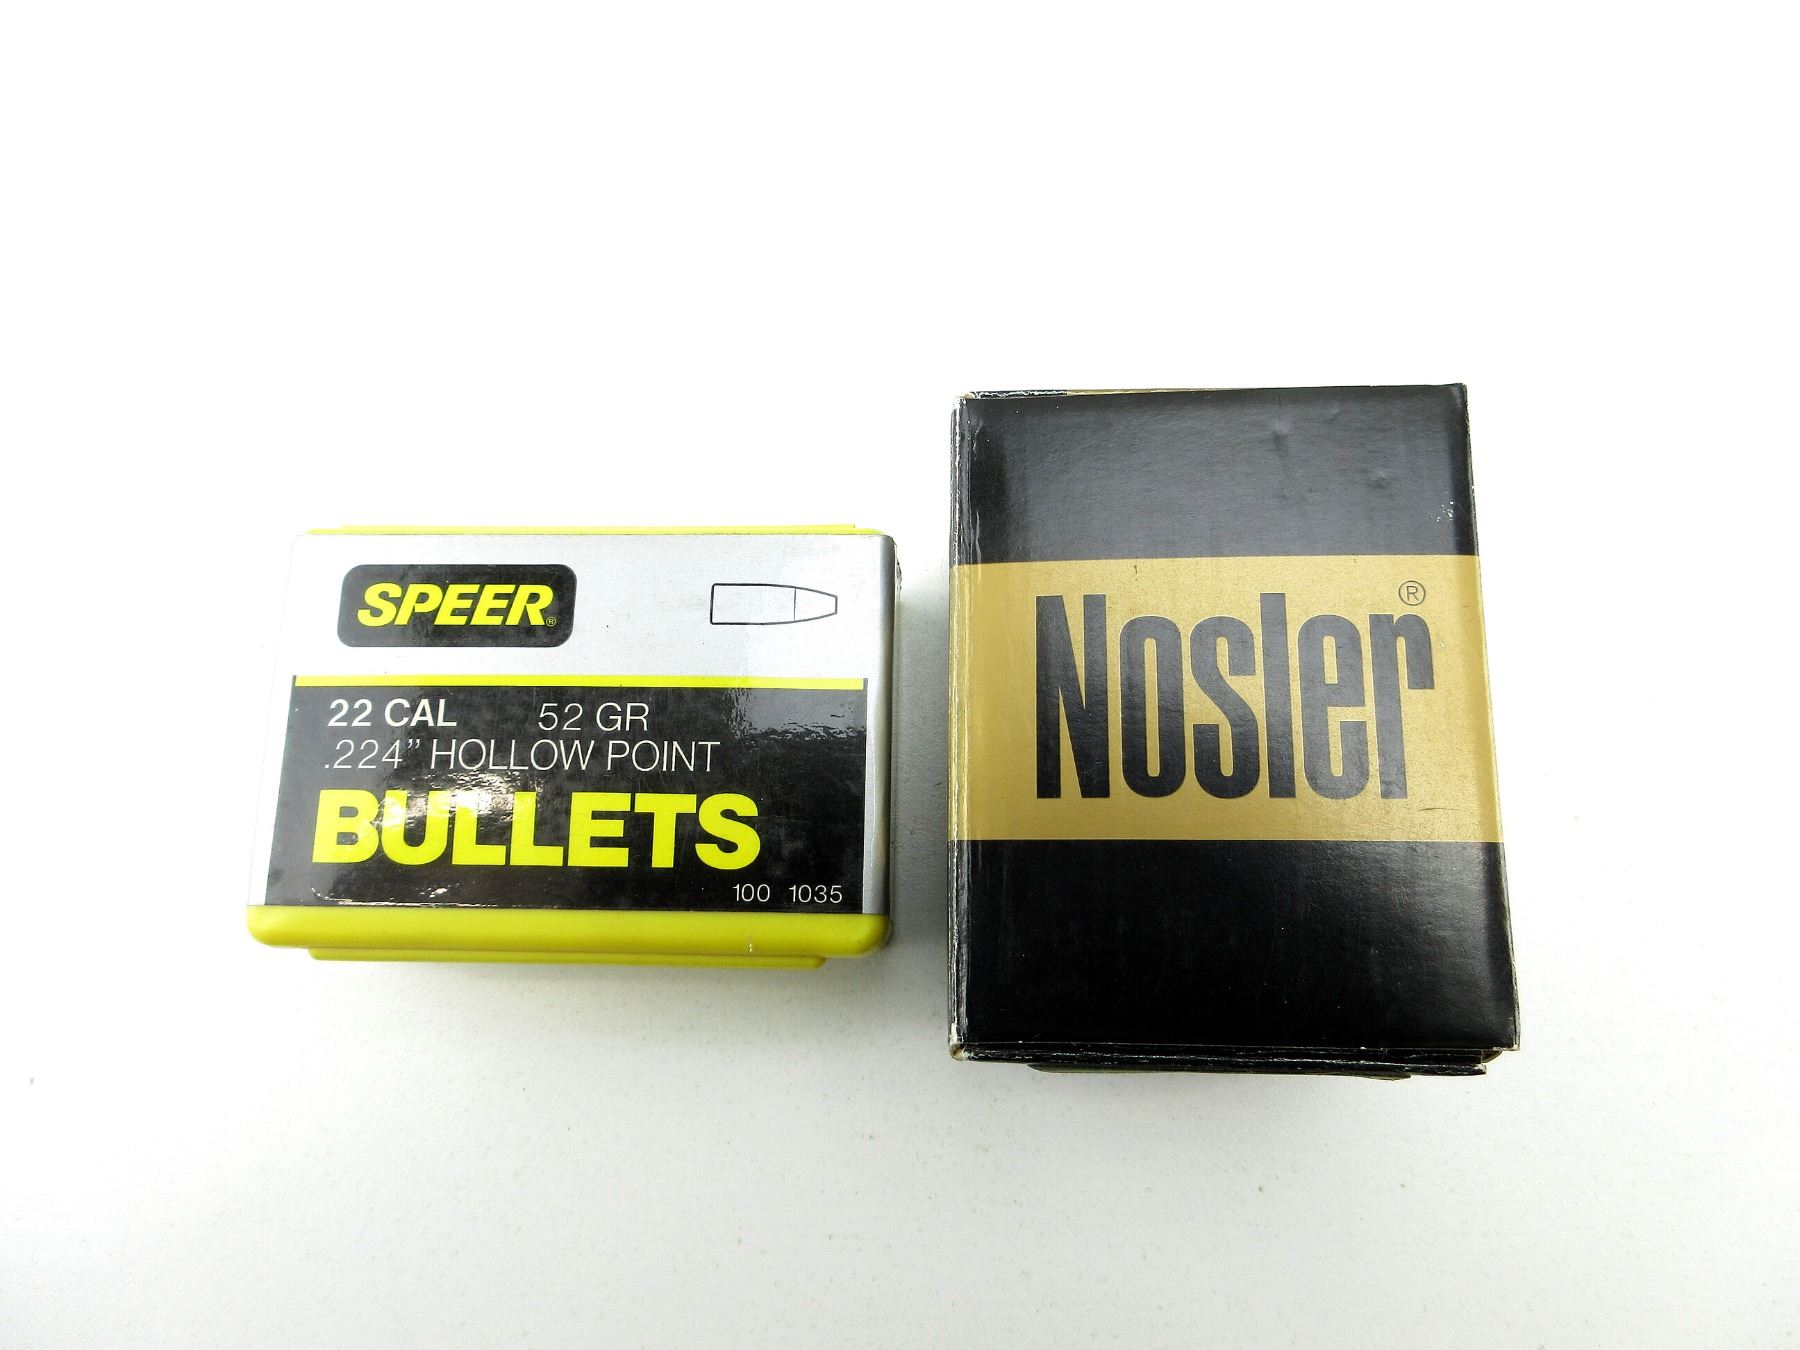 SPEER®
22 CAL 52 GR
.224” HOLLOW POINT
BULLETS
100 1035
Nosler®